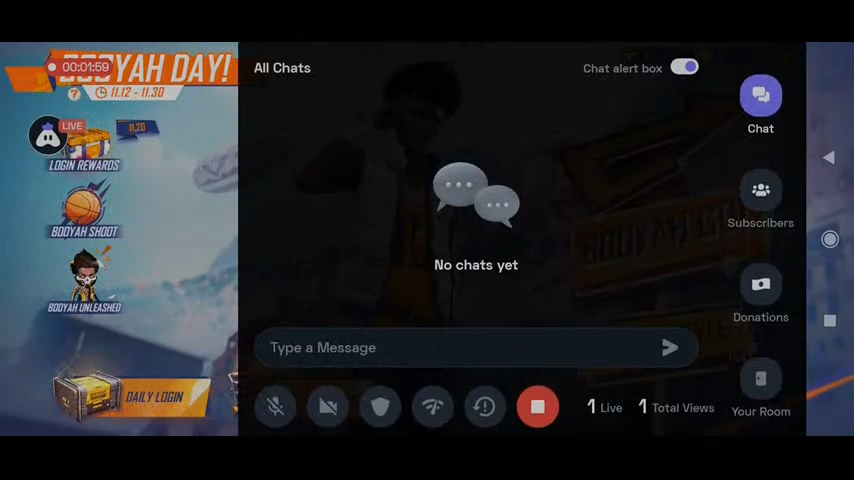 BOOYAH DAY!
00:01:59
? 11.12 - 11.30
LIVE
11.20
LOGIN REWARDS
BOOYAH SHOOT
BOOYAH UNLEASHED
DAILY LOGIN
All Chats
Chat alert box
Chat
Subscribers
No chats yet
Donations
Type a Message
1 Live
1 Total Views
Your Room